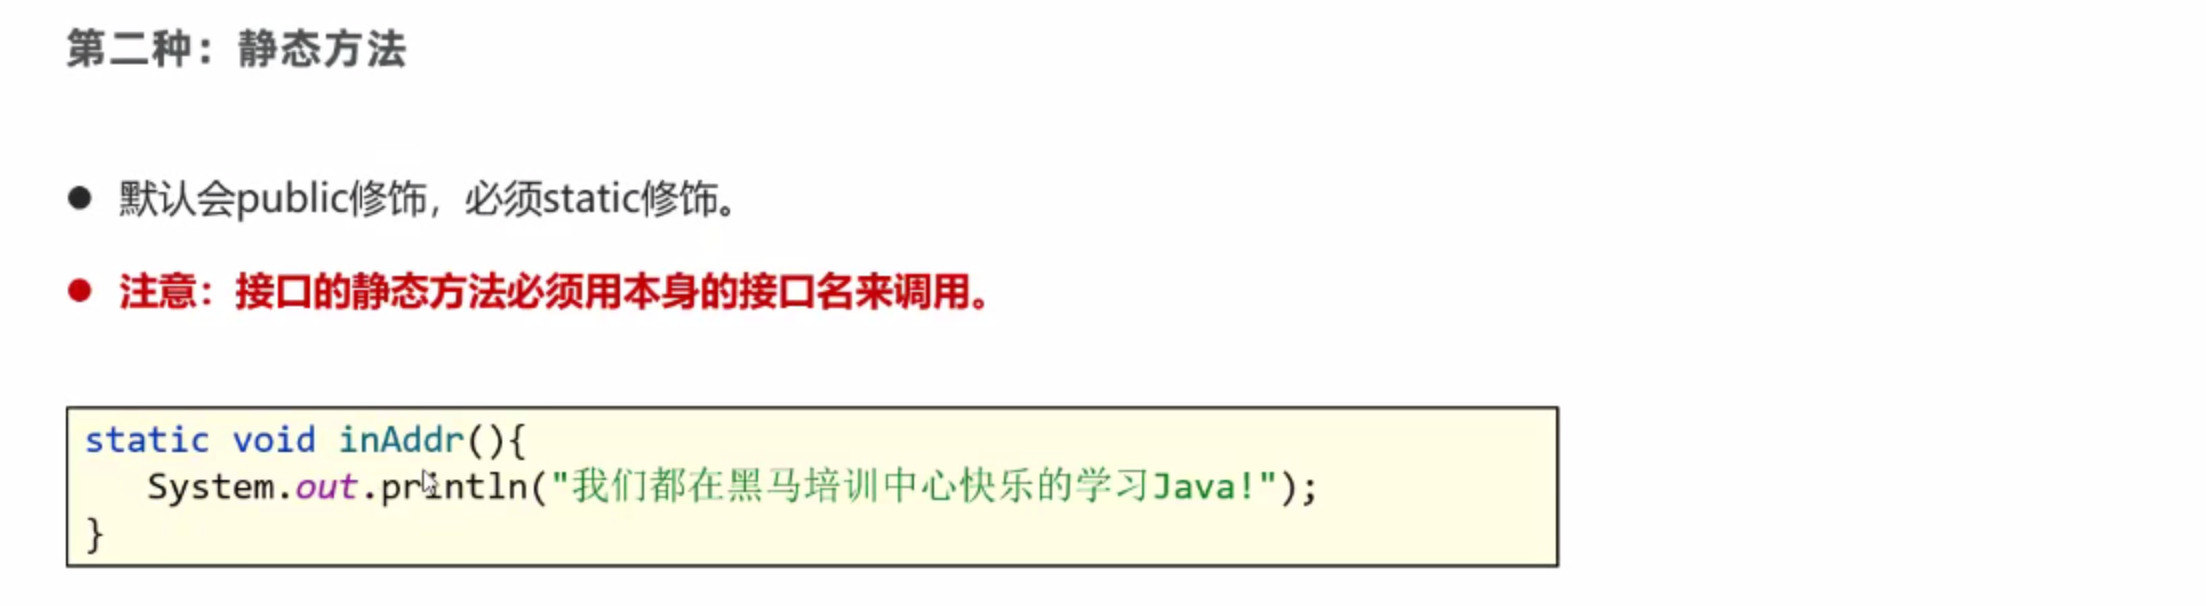 第二种：静态方法
默认会public修饰，必须static修饰。
注意：接口的静态方法必须用本身的接口名来调用。
static void inAddr(){
System.out.println("我们都在黑马培训中心快乐的学习Java!");
}